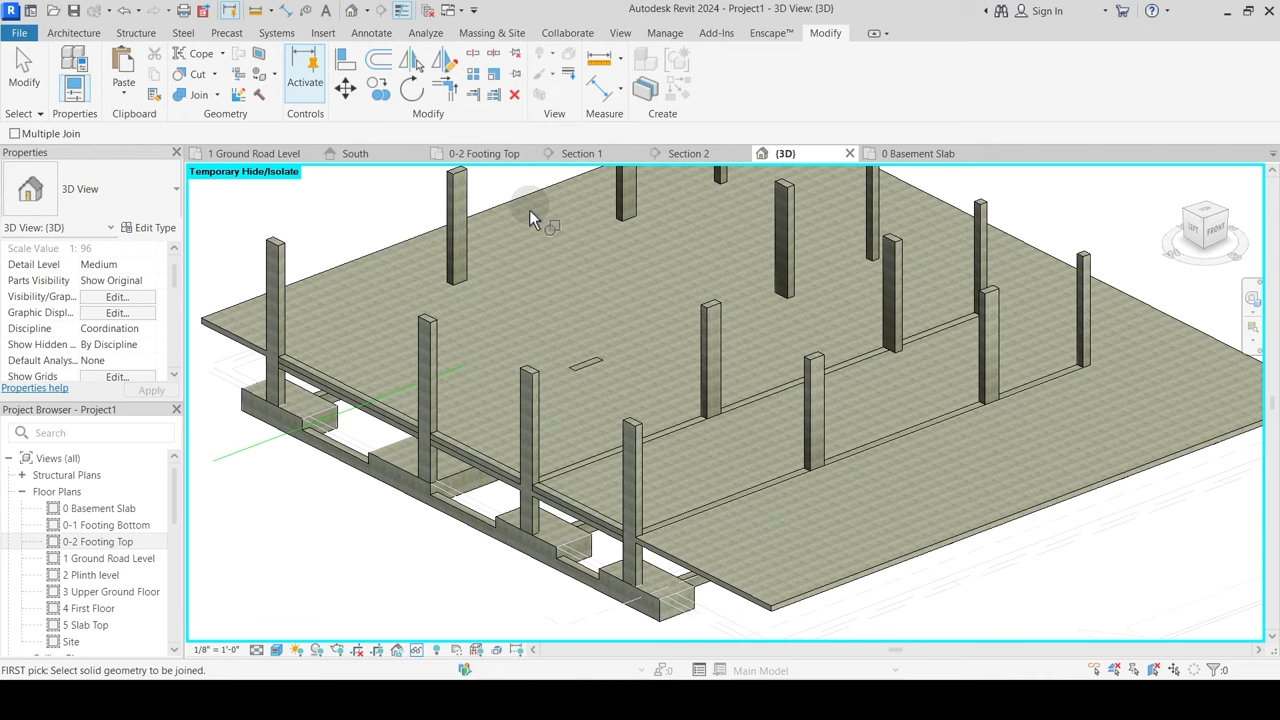 Autodesk Revit 2024 - Project1 - 3D View: {3D}
Sign In
File Architecture Structure Steel Precast Systems Insert Annotate Analyze Massing & Site Collaborate View Manage Add-Ins Enscape™ Modify
Modify Cope Cut Join Paste Activate
Select Properties Clipboard Geometry Controls Modify View Measure Create
Multiple Join
Properties
1 Ground Road Level South 0-2 Footing Top Section 1 Section 2 {3D} 0 Basement Slab
Temporary Hide/Isolate
3D View
3D View: {3D} Edit Type
Scale Value 1: 96
Detail Level Medium
Parts Visibility Show Original
Visibility/Grap... Edit...
Graphic Displ... Edit...
Discipline Coordination
Show Hidden ... By Discipline
Default Analys... None
Show Grids Edit...
Properties help Apply
Project Browser - Project1
Search
Views (all)
Structural Plans
Floor Plans
0 Basement Slab
0-1 Footing Bottom
0-2 Footing Top
1 Ground Road Level
2 Plinth level
3 Upper Ground Floor
4 First Floor
5 Slab Top
Site
LEFT FRONT
1/8" = 1'-0"
FIRST pick: Select solid geometry to be joined.
:0 Main Model :0